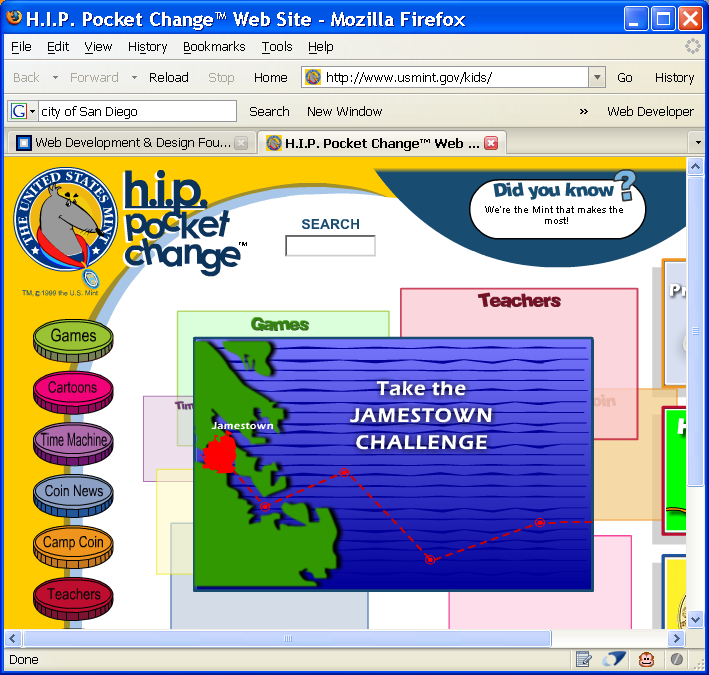 H.I.P. Pocket Change™ Web Site - Mozilla Firefox
File Edit View History Bookmarks Tools Help
Back Forward Reload Stop Home http://www.usmint.gov/kids/ Go History
G city of San Diego Search New Window » Web Developer
Web Development & Design Fou... H.I.P. Pocket Change™ Web ...
THE UNITED STATES MINT
h.i.p.
pocket
change™
TM, © 1999 the U.S. Mint
SEARCH
Did you know?
We're the Mint that makes the
most!
Teachers
Games
Pr
Games
Cartoons
Time Machine
Coin News
Camp Coin
Teachers
Tim
oin
H
Jamestown
Take the
JAMESTOWN
CHALLENGE
Done